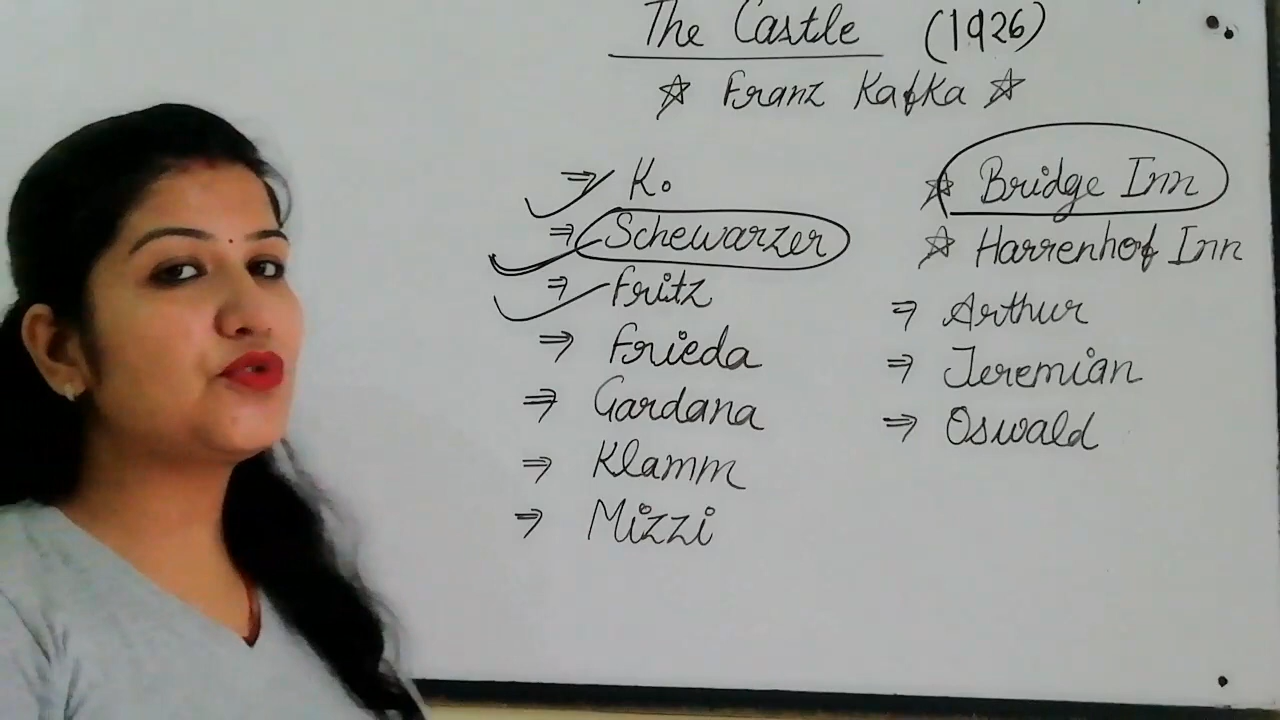 The Castle (1926)
☆ Franz Kafka ☆
⇒ K.
⇒ Schewarzer
⇒ Fritz
⇒ Frieda
⇒ Gardana
⇒ Klamm
⇒ Mizzi
☆ Bridge Inn
☆ Harrenhof Inn
⇒ Arthur
⇒ Jeremian
⇒ Oswald